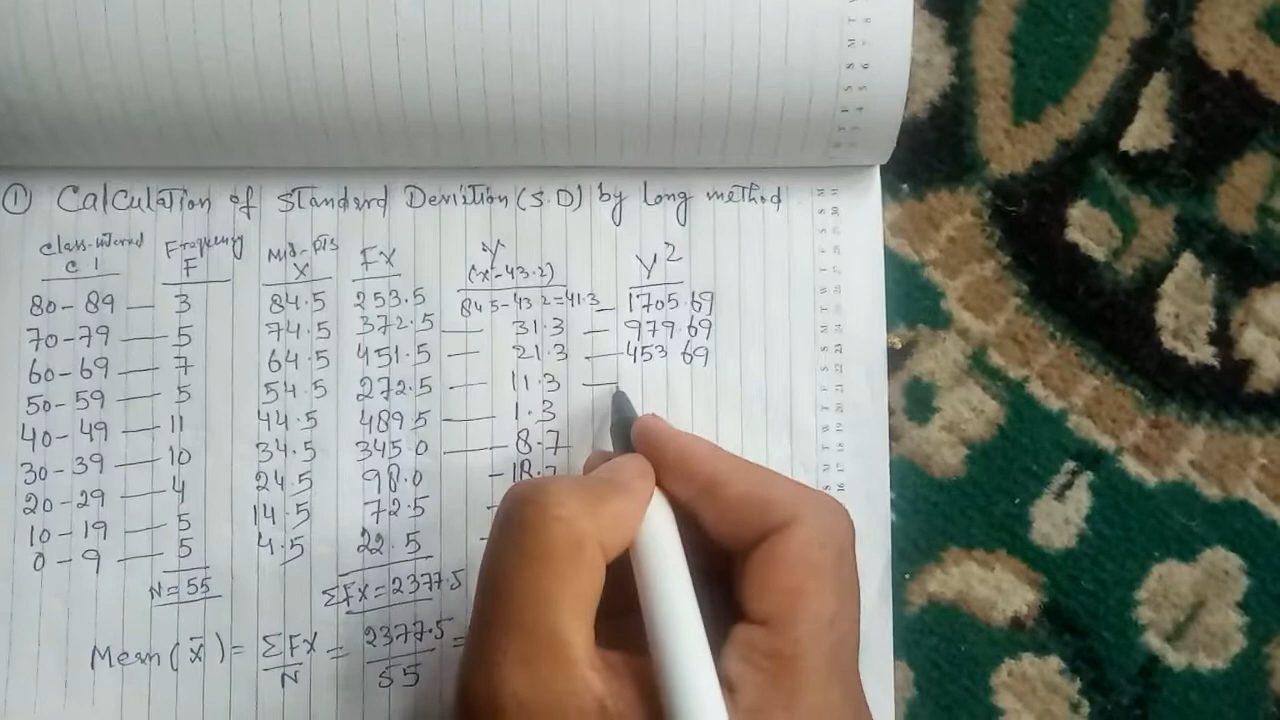 ① Calculation of Standard Deviation (S.D) by Long method
Class-interval Frequency Mid-pts FX y y²
C I F X (x-43.2)
80-89 — 3 84.5 253.5 84.5-43.2=41.3 — 1705.69
70-79 — 5 74.5 372.5 — 31.3 — 979.69
60-69 — 7 64.5 451.5 — 21.3 — 453.69
50-59 — 5 54.5 272.5 — 11.3 —
40-49 — 11 44.5 489.5 — 1.3
30-39 — 10 34.5 345.0 — 8.7
20-29 — 4 24.5 98.0 -18.7
10-19 — 5 14.5 72.5
0-9 — 5 4.5 22.5
N=55 ΣFX=2377.5
Mean (x̄) = ΣFX/N = 2377.5/55 =